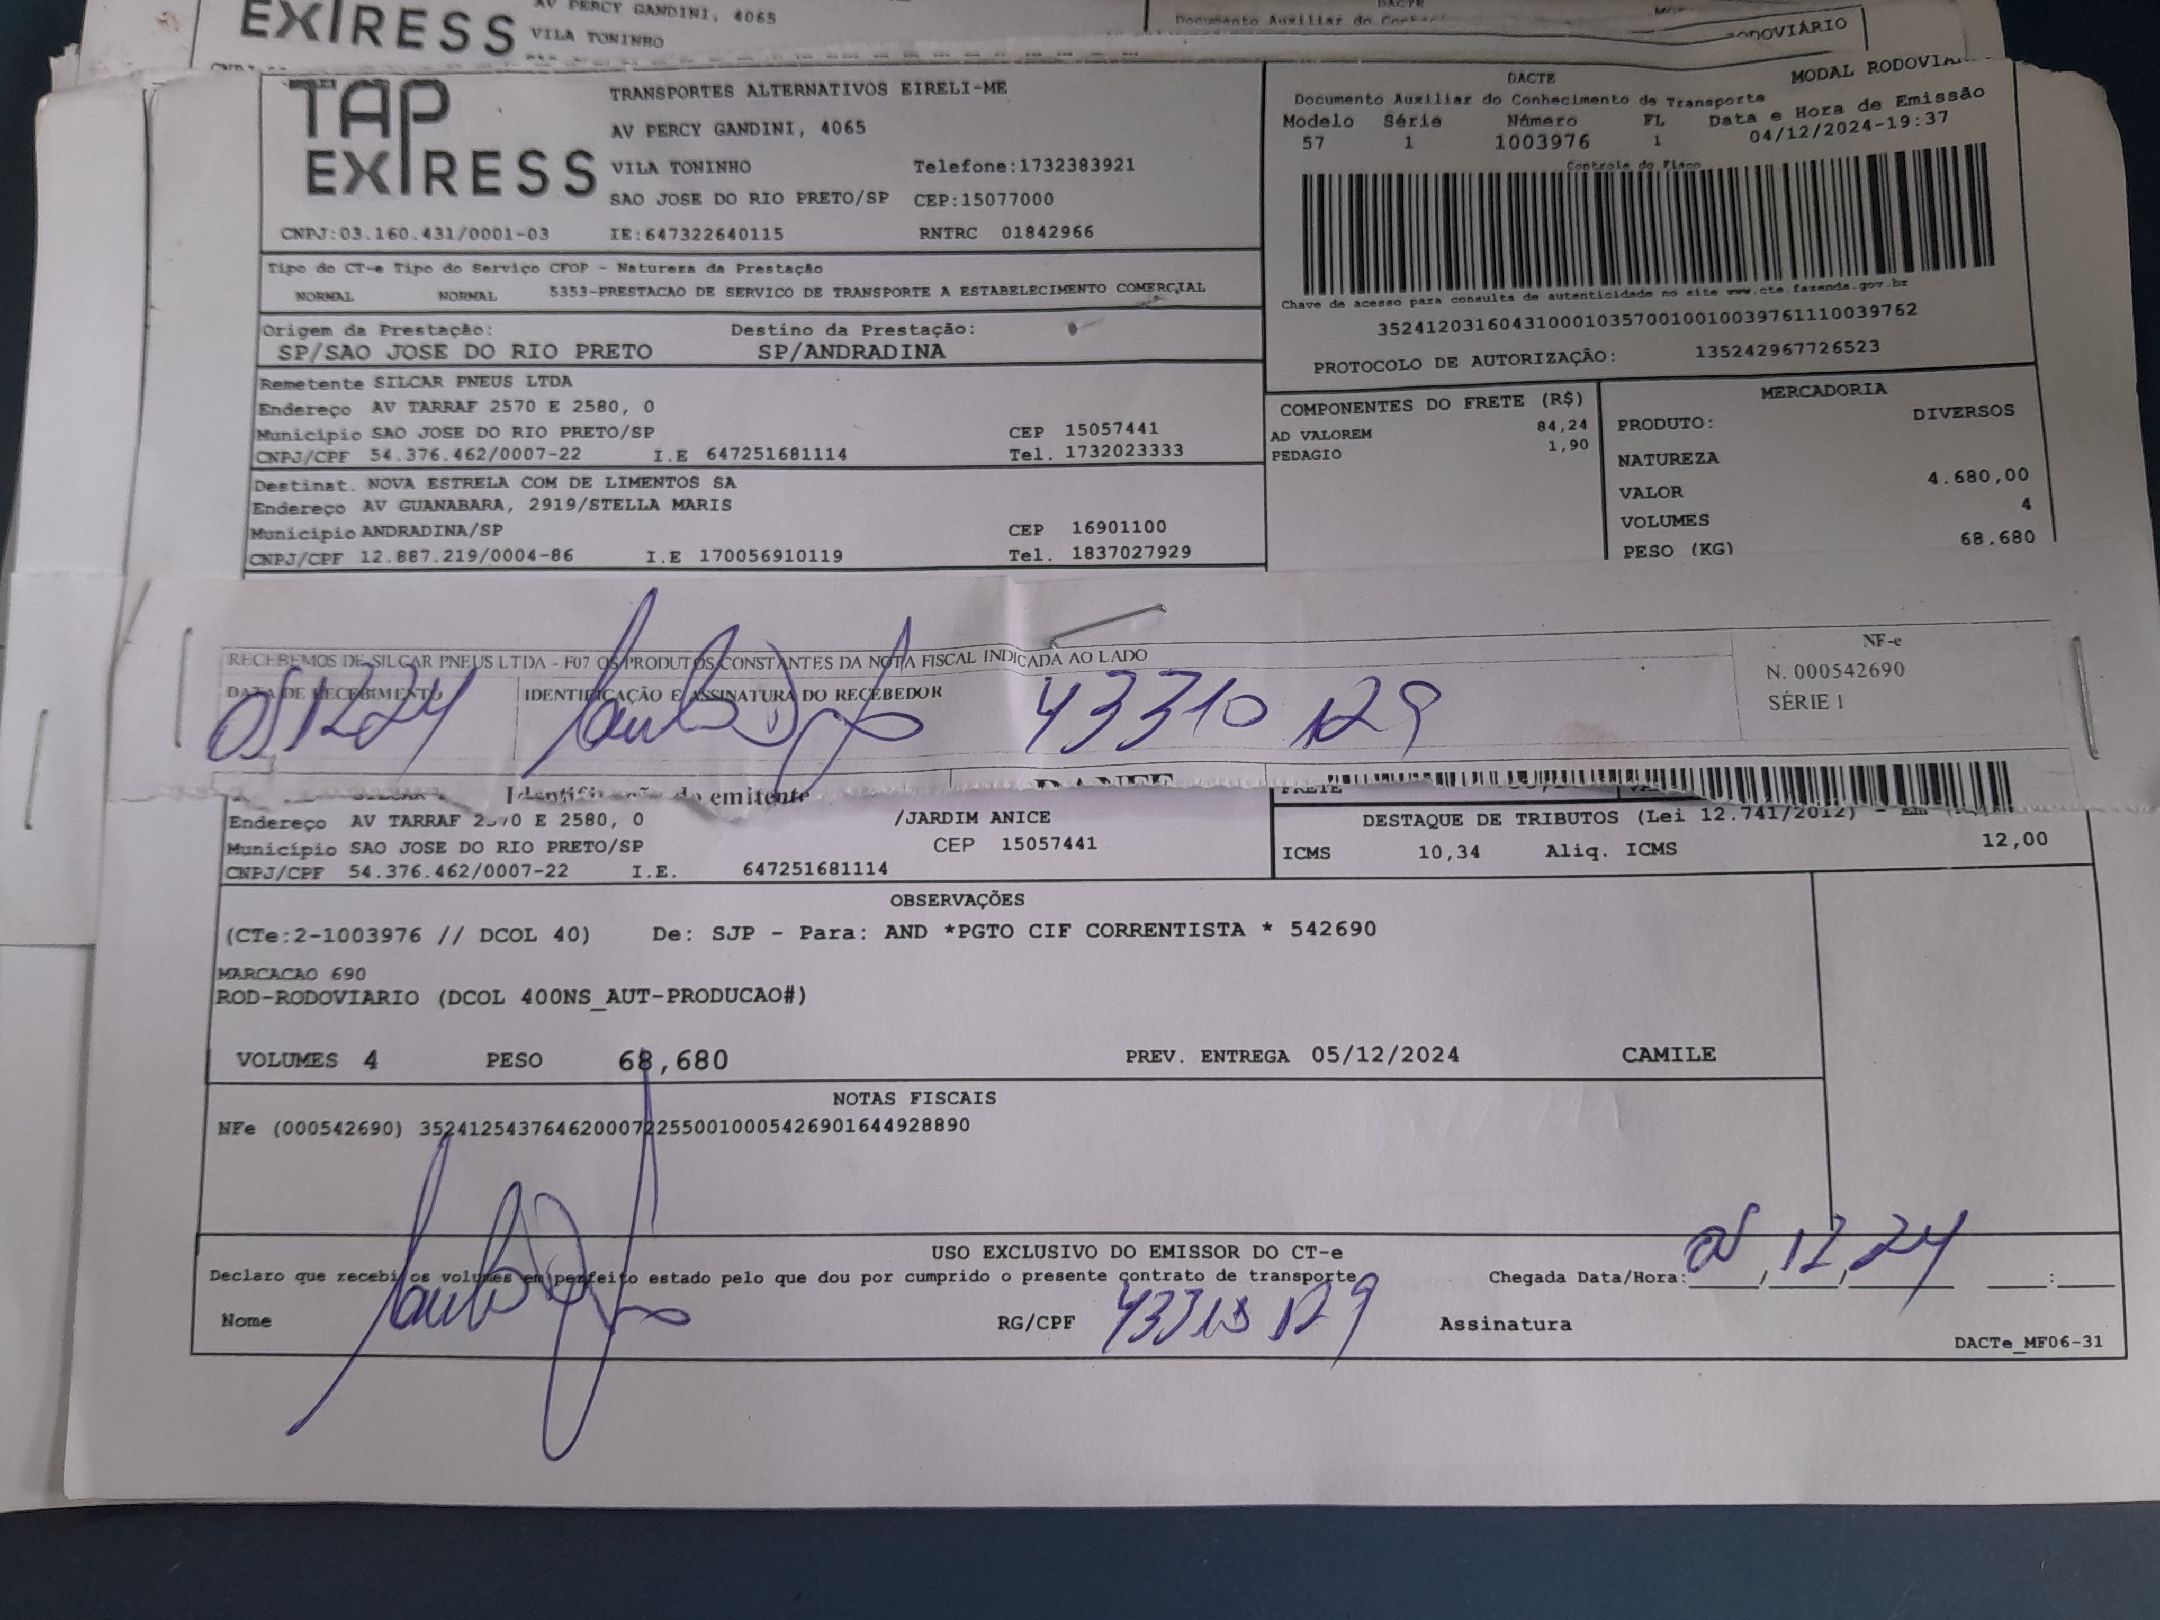 EXPRESS AV PERCY GANDINI, 4065
VILA TONINHO
DACTE
RODOVIÁRIO
TAP EXPRESS
TRANSPORTES ALTERNATIVOS EIRELI-ME
AV PERCY GANDINI, 4065
VILA TONINHO Telefone:1732383921
SAO JOSE DO RIO PRETO/SP CEP:15077000
CNPJ:03.160.431/0001-03 IE:647322640115 RNTRC 01842966
DACTE MODAL RODOVIA
Documento Auxiliar do Conhecimento de Transporte
Modelo Série Número FL Data e Hora de Emissão
57 1 1003976 1 04/12/2024-19:37
Controle do Fisco
Chave de acesso para consulta de autenticidade no site www.cte.fazenda.gov.br
35241203160431000103570010010039761110039762
PROTOCOLO DE AUTORIZAÇÃO: 135242967726523
Tipo do CT-e Tipo do Serviço CFOP - Natureza da Prestação
NORMAL NORMAL 5353-PRESTACAO DE SERVICO DE TRANSPORTE A ESTABELECIMENTO COMERCIAL
Origem da Prestação: Destino da Prestação:
SP/SAO JOSE DO RIO PRETO SP/ANDRADINA
Remetente SILCAR PNEUS LTDA
Endereço AV TARRAF 2570 E 2580, 0
Município SAO JOSE DO RIO PRETO/SP CEP 15057441
CNPJ/CPF 54.376.462/0007-22 I.E 647251681114 Tel. 1732023333
Destinat. NOVA ESTRELA COM DE LIMENTOS SA
Endereço AV GUANABARA, 2919/STELLA MARIS
Município ANDRADINA/SP CEP 16901100
CNPJ/CPF 12.887.219/0004-86 I.E 170056910119 Tel. 1837027929
COMPONENTES DO FRETE (R$)
AD VALOREM 84,24
PEDAGIO 1,90
MERCADORIA
PRODUTO: DIVERSOS
NATUREZA
VALOR 4.680,00
VOLUMES 4
PESO (KG) 68.680
RECEBEMOS DE SILCAR PNEUS LTDA - F07 OS PRODUTOS CONSTANTES DA NOTA FISCAL INDICADA AO LADO
DATA DE RECEBIMENTO IDENTIFICAÇÃO E ASSINATURA DO RECEBEDOR
05 12 24 43310 129
NF-e
N. 000542690
SÉRIE 1
Identificação do emitente DANFE
FRETE
Endereço AV TARRAF 2570 E 2580, 0 /JARDIM ANICE
Município SAO JOSE DO RIO PRETO/SP CEP 15057441
CNPJ/CPF 54.376.462/0007-22 I.E. 647251681114
DESTAQUE DE TRIBUTOS (Lei 12.741/2012) - Em
ICMS 10,34 Aliq. ICMS 12,00
OBSERVAÇÕES
(CTe:2-1003976 // DCOL 40) De: SJP - Para: AND *PGTO CIF CORRENTISTA * 542690
MARCACAO 690
ROD-RODOVIARIO (DCOL 400NS_AUT-PRODUCAO#)
VOLUMES 4 PESO 68,680 PREV. ENTREGA 05/12/2024 CAMILE
NOTAS FISCAIS
NFe (000542690) 35241254376462000722550010005426901644928890
USO EXCLUSIVO DO EMISSOR DO CT-e
Declaro que recebi os volumes em perfeito estado pelo que dou por cumprido o presente contrato de transporte
Chegada Data/Hora: 05/12/24 :
Nome RG/CPF 43310 129 Assinatura
DACTe_MF06-31